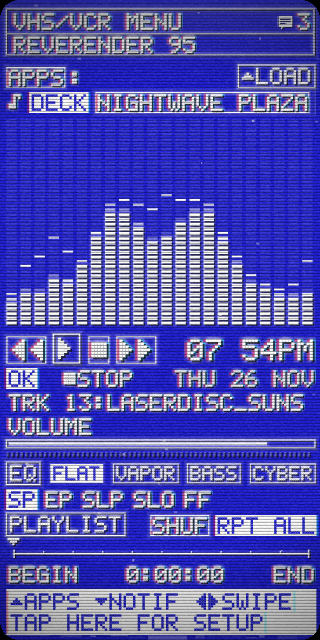 VHS/VCR MENU 3
REVERENDER 95
APPS: LOAD
DECK NIGHTWAVE PLAZA
07 54PM
OK STOP THU 26 NOV
TRK 13:LASERDISC_SUNS
VOLUME
EQ FLAT VAPOR BASS CYBER
SP EP SLP SLO FF
PLAYLIST SHUF RPT ALL
BEGIN 0:00:00 END
APPS NOTIF SWIPE
TAP HERE FOR SETUP